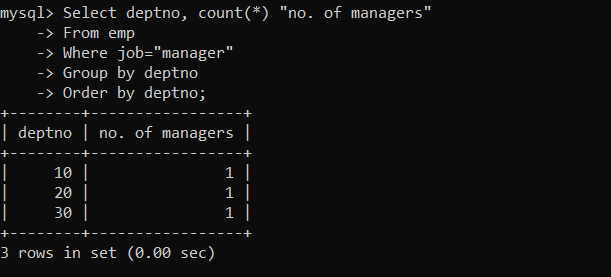 mysql> Select deptno, count(*) "no. of managers"
    -> From emp
    -> Where job="manager"
    -> Group by deptno
    -> Order by deptno;
+--------+-----------------+
| deptno | no. of managers |
+--------+-----------------+
|     10 |               1 |
|     20 |               1 |
|     30 |               1 |
+--------+-----------------+
3 rows in set (0.00 sec)